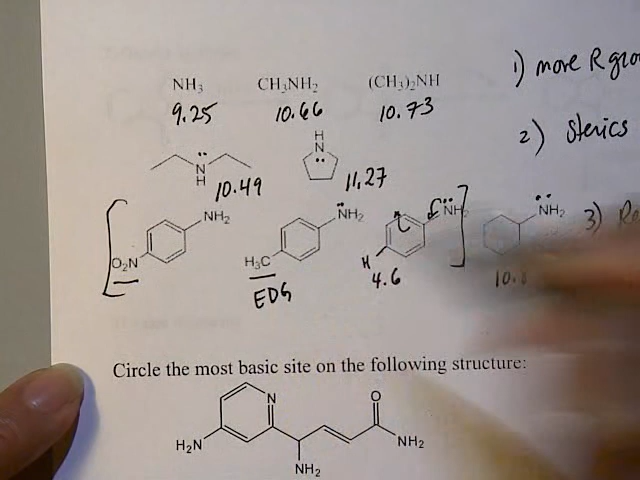 NH3 CH3NH2 (CH3)2NH
9.25 10.66 10.73
1) more R
2) sterics
N H 10.49
H N 11.27
3)
O2N NH2 H3C NH2 NH2 NH2
EDG
H 4.6
Circle the most basic site on the following structure:
N O
H2N NH2
NH2